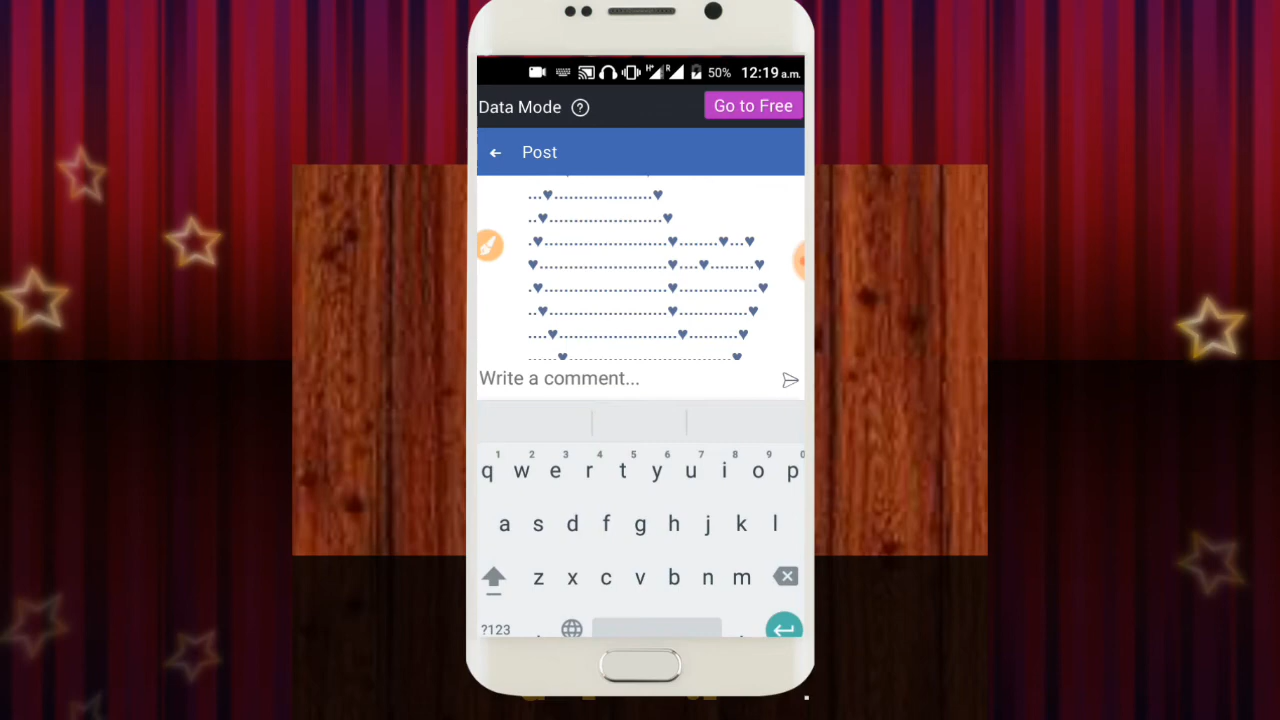 50% 12:19 a.m.
Data Mode ? Go to Free
Post
...♥...................♥
..♥.......................♥
.♥.........................♥........♥...♥
♥..........................♥....♥........♥
.♥.........................♥...............♥
..♥........................♥............♥
....♥.......................♥.........♥
......♥.................................♥
Write a comment...
1 2 3 4 5 6 7 8 9 0
q w e r t y u i o p
a s d f g h j k l
z x c v b n m
?123